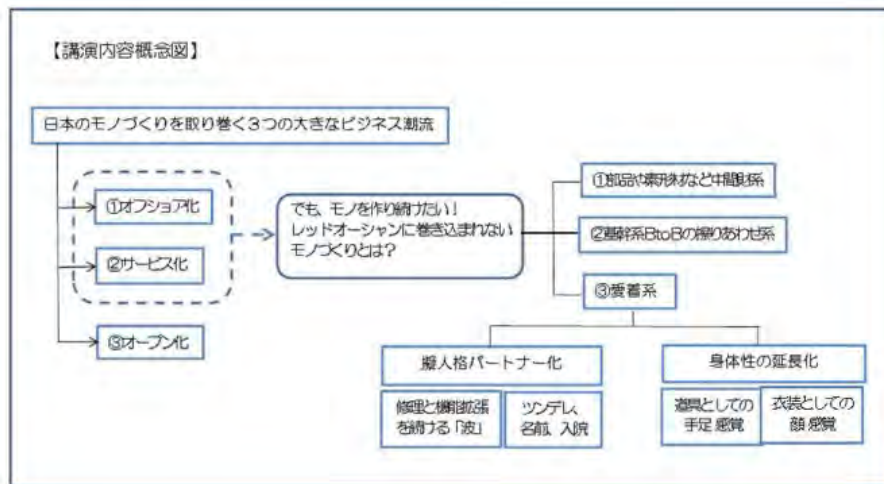 【講演内容概念図】
日本のモノづくりを取り巻く3つの大きなビジネス潮流
①オフショア化
②サービス化
③オープン化
でも、モノを作り続けたい!
レッドオーシャンに巻き込まれない
モノづくりとは?
①部品や素形材など中間財系
②基幹系BtoBの擦りあわせ系
③愛着系
擬人格パートナー化
修理と機能拡張
を続ける「波」
ツンデレ、
名前、入院
身体性の延長化
道具としての
手足感覚
衣装としての
顔感覚